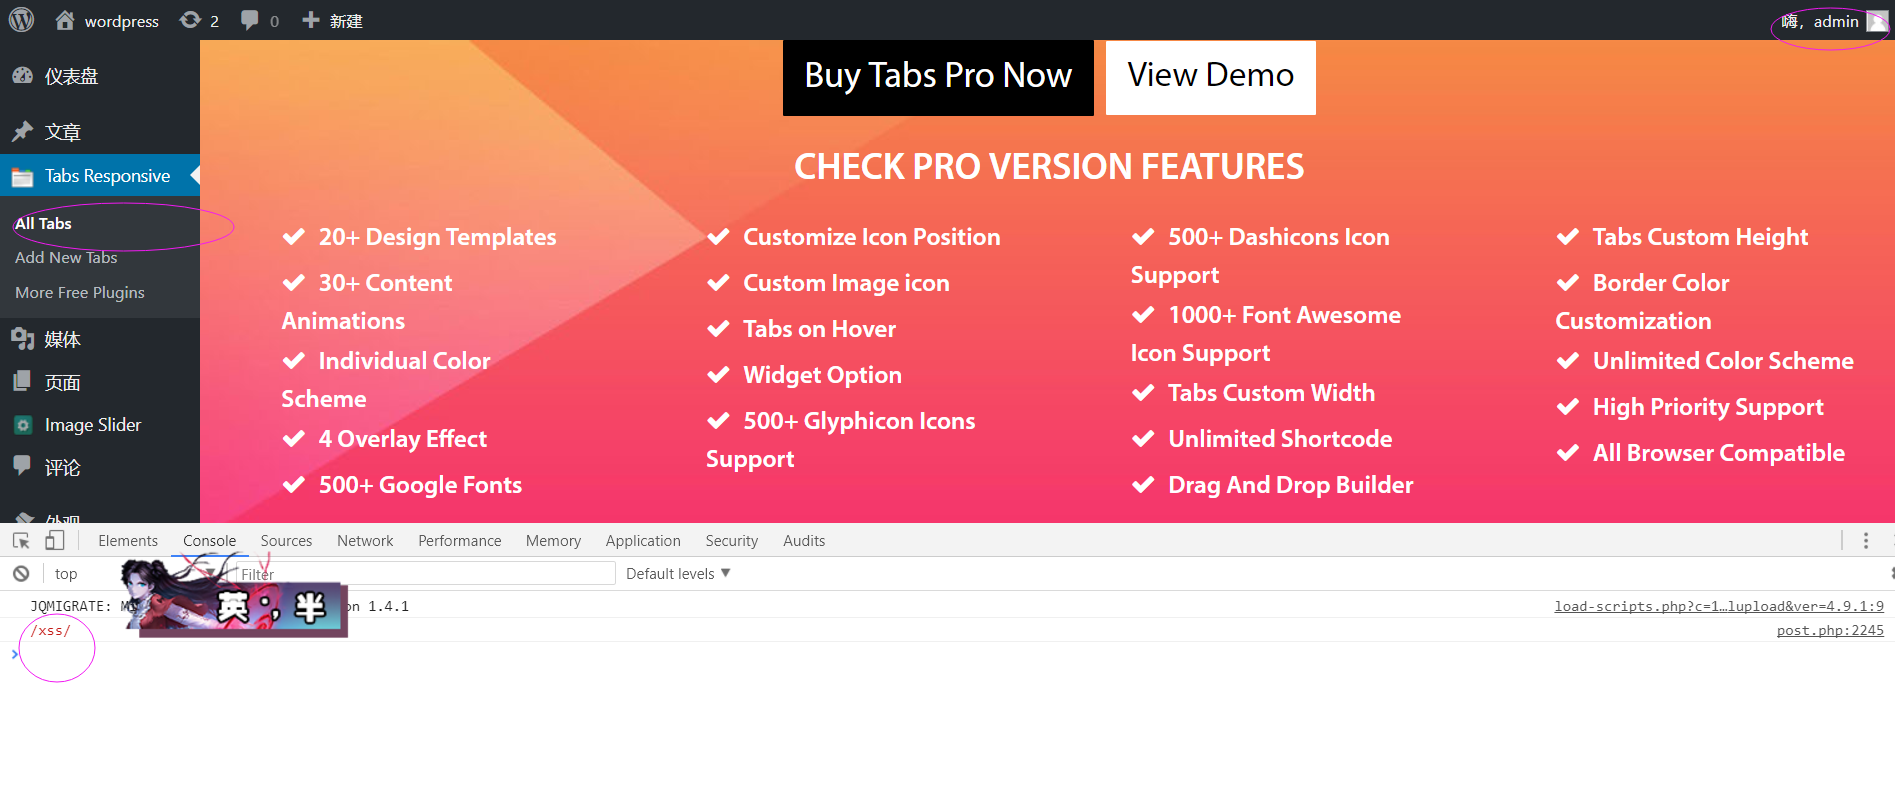 wordpress 2 0 新建 嗨，admin
仪表盘
文章
Tabs Responsive
All Tabs
Add New Tabs
More Free Plugins
媒体
页面
Image Slider
评论
外观
Buy Tabs Pro Now View Demo
CHECK PRO VERSION FEATURES
20+ Design Templates
30+ Content
Animations
Individual Color
Scheme
4 Overlay Effect
500+ Google Fonts
Customize Icon Position
Custom Image icon
Tabs on Hover
Widget Option
500+ Glyphicon Icons
Support
500+ Dashicons Icon
Support
1000+ Font Awesome
Icon Support
Tabs Custom Width
Unlimited Shortcode
Drag And Drop Builder
Tabs Custom Height
Border Color
Customization
Unlimited Color Scheme
High Priority Support
All Browser Compatible
Elements Console Sources Network Performance Memory Application Security Audits
top Filter Default levels ▼
JQMIGRATE: 1.4.1 load-scripts.php?c=1…lupload&ver=4.9.1:9
英 ·, 半
/xss/ post.php:2245